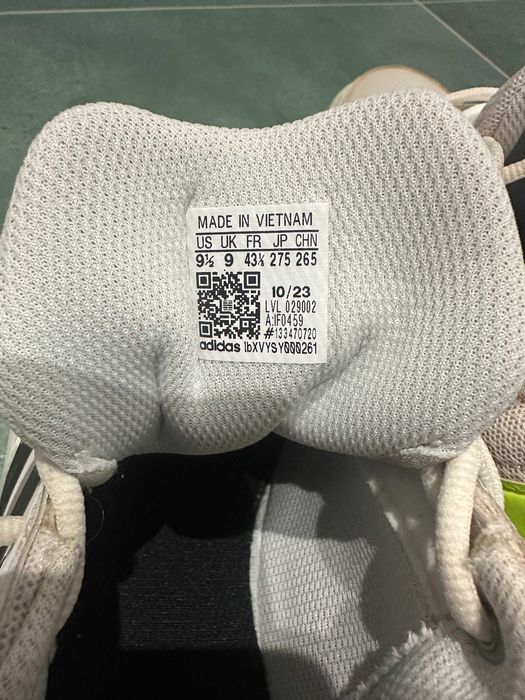 MADE IN VIETNAM
US UK FR JP CHN
9½ 9 43⅓ 275 265
10/23
LVL 029002
A:IF0459
#133470720
adidas lbXVYSY000261